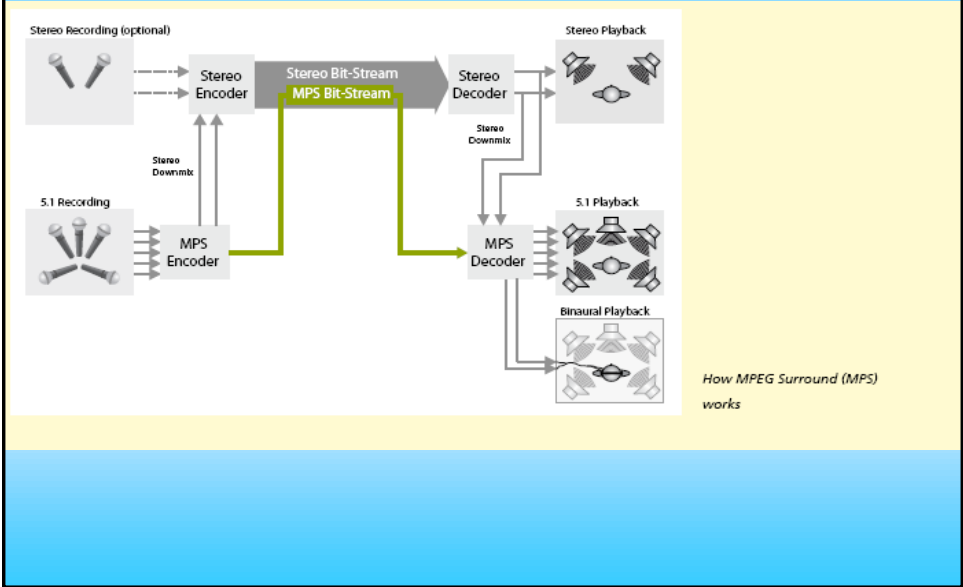 Stereo Recording (optional)
Stereo Playback
Stereo
Encoder
Stereo Bit-Stream
MPS Bit-Stream
Stereo
Decoder
Stereo
Downmix
Stereo
Downmix
5.1 Recording
5.1 Playback
MPS
Encoder
MPS
Decoder
Binaural Playback
How MPEG Surround (MPS)
works